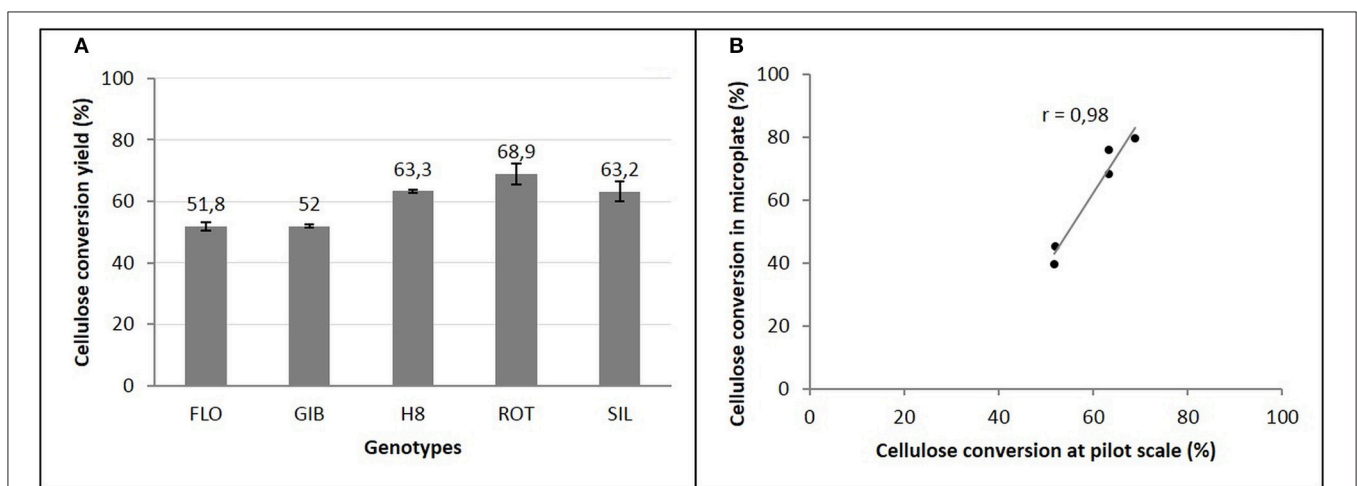 A
Cellulose conversion yield (%)
100
80
60
40
20
0
51,8
52
63,3
68,9
63,2
FLO GIB H8 ROT SIL
Genotypes
B
Cellulose conversion in microplate (%)
100
80
60
40
20
0
r = 0,98
0 20 40 60 80 100
Cellulose conversion at pilot scale (%)